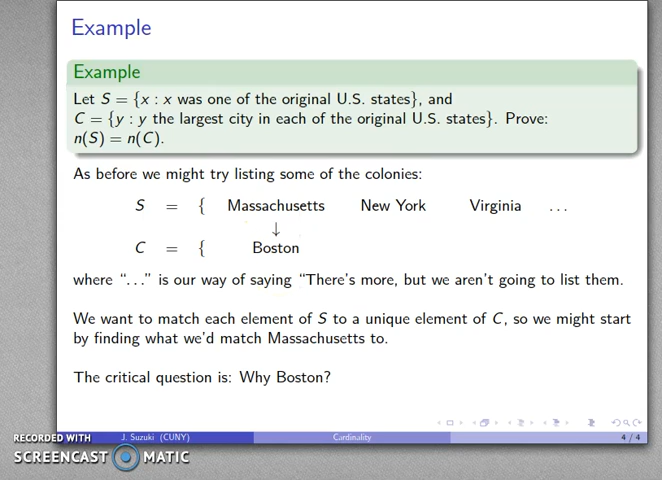 Example
Example
Let S = {x : x was one of the original U.S. states}, and
C = {y : y the largest city in each of the original U.S. states}. Prove:
n(S) = n(C).
As before we might try listing some of the colonies:
S = { Massachusetts New York Virginia ...
↓
C = { Boston
where “...” is our way of saying “There's more, but we aren't going to list them.
We want to match each element of S to a unique element of C, so we might start
by finding what we'd match Massachusetts to.
The critical question is: Why Boston?
RECORDED WITH
SCREENCAST MATIC
J. Suzuki (CUNY) Cardinality 4 / 4